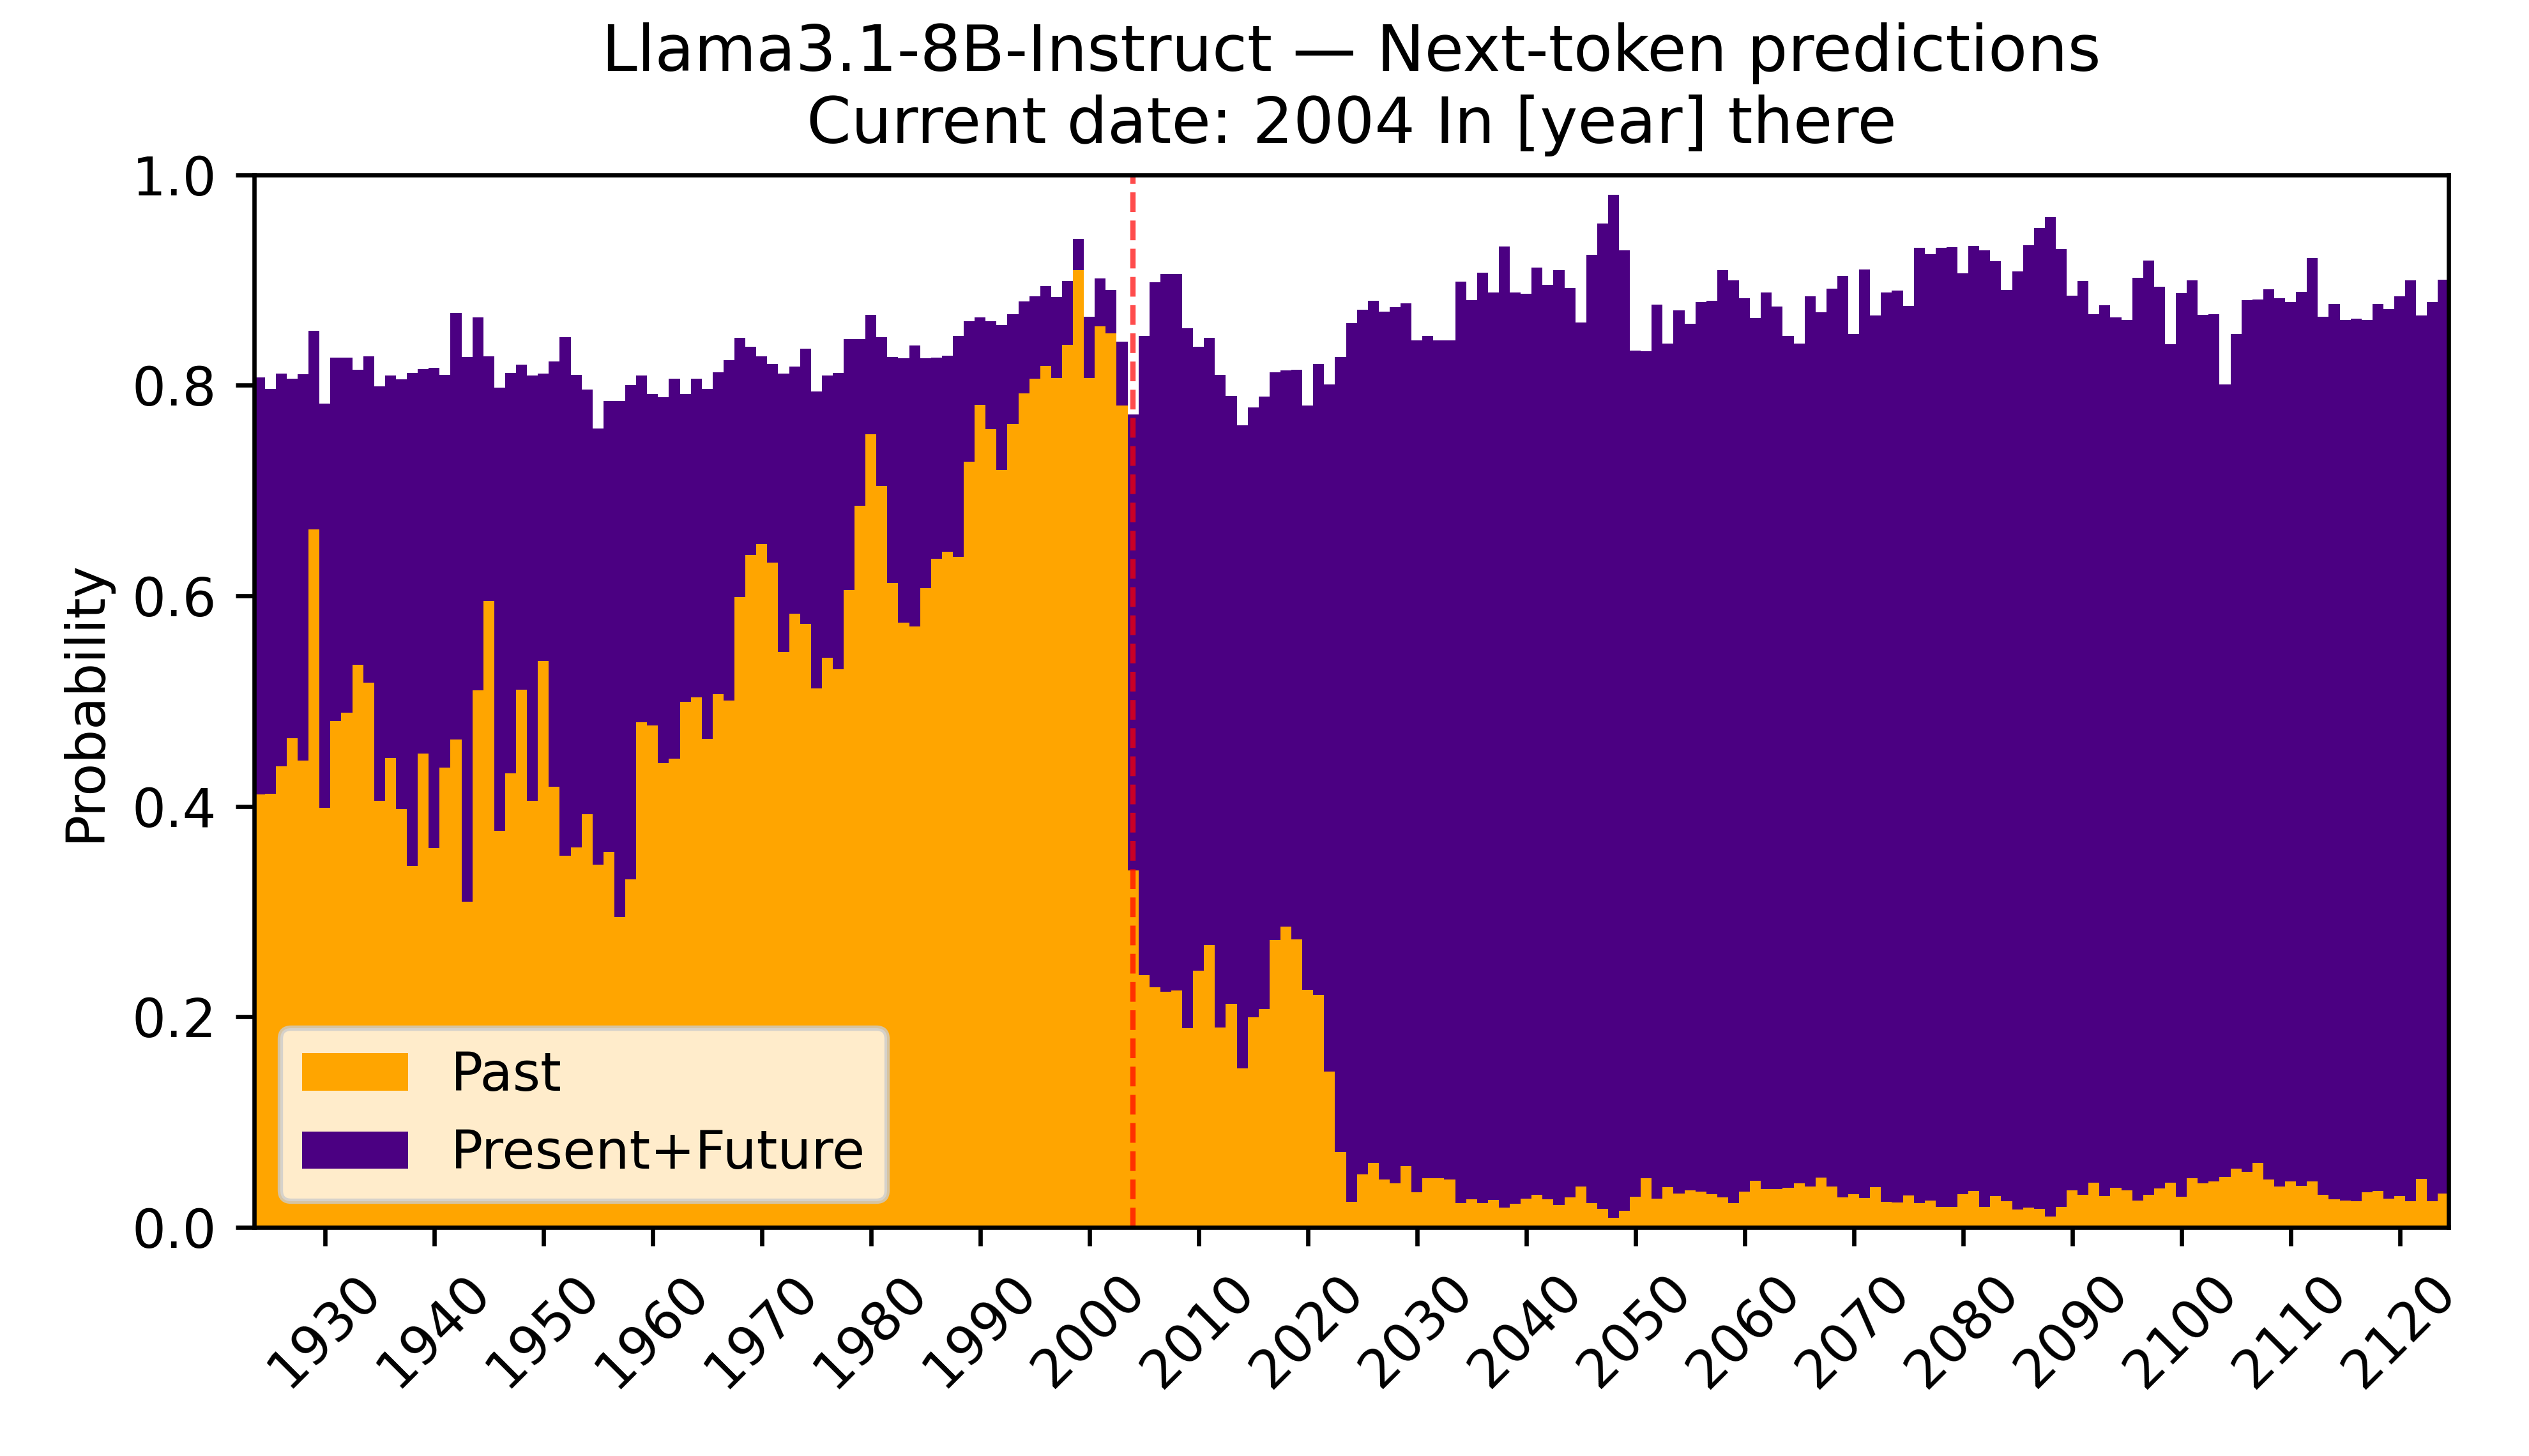 Llama3.1-8B-Instruct — Next-token predictions
Current date: 2004 In [year] there
Probability
1.0
0.8
0.6
0.4
0.2
0.0
Past
Present+Future
1930 1940 1950 1960 1970 1980 1990 2000 2010 2020 2030 2040 2050 2060 2070 2080 2090 2100 2110 2120